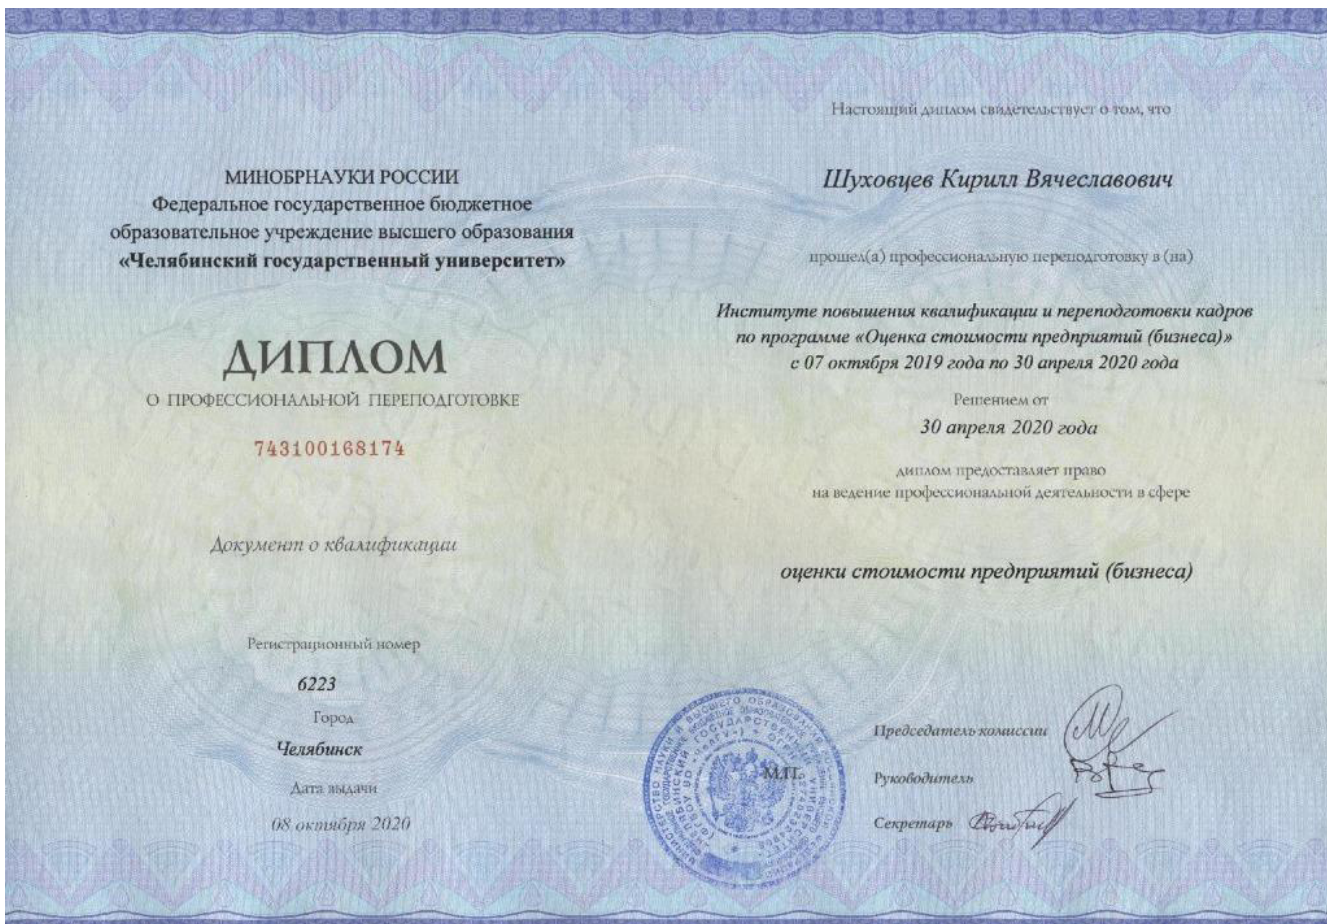 МИНОБРНАУКИ РОССИИ
Федеральное государственное бюджетное
образовательное учреждение высшего образования
«Челябинский государственный университет»
ДИПЛОМ
О ПРОФЕССИОНАЛЬНОЙ ПЕРЕПОДГОТОВКЕ
743100168174
Документ о квалификации
Регистрационный номер
6223
Город
Челябинск
Дата выдачи
08 октября 2020
Настоящий диплом свидетельствует о том, что
Шуховцев Кирилл Вячеславович
прошел(а) профессиональную переподготовку в (на)
Институте повышения квалификации и переподготовки кадров
по программе «Оценка стоимости предприятий (бизнеса)»
с 07 октября 2019 года по 30 апреля 2020 года
Решением от
30 апреля 2020 года
диплом предоставляет право
на ведение профессиональной деятельности в сфере
оценки стоимости предприятий (бизнеса)
М.П.
Председатель комиссии
Руководитель
Секретарь